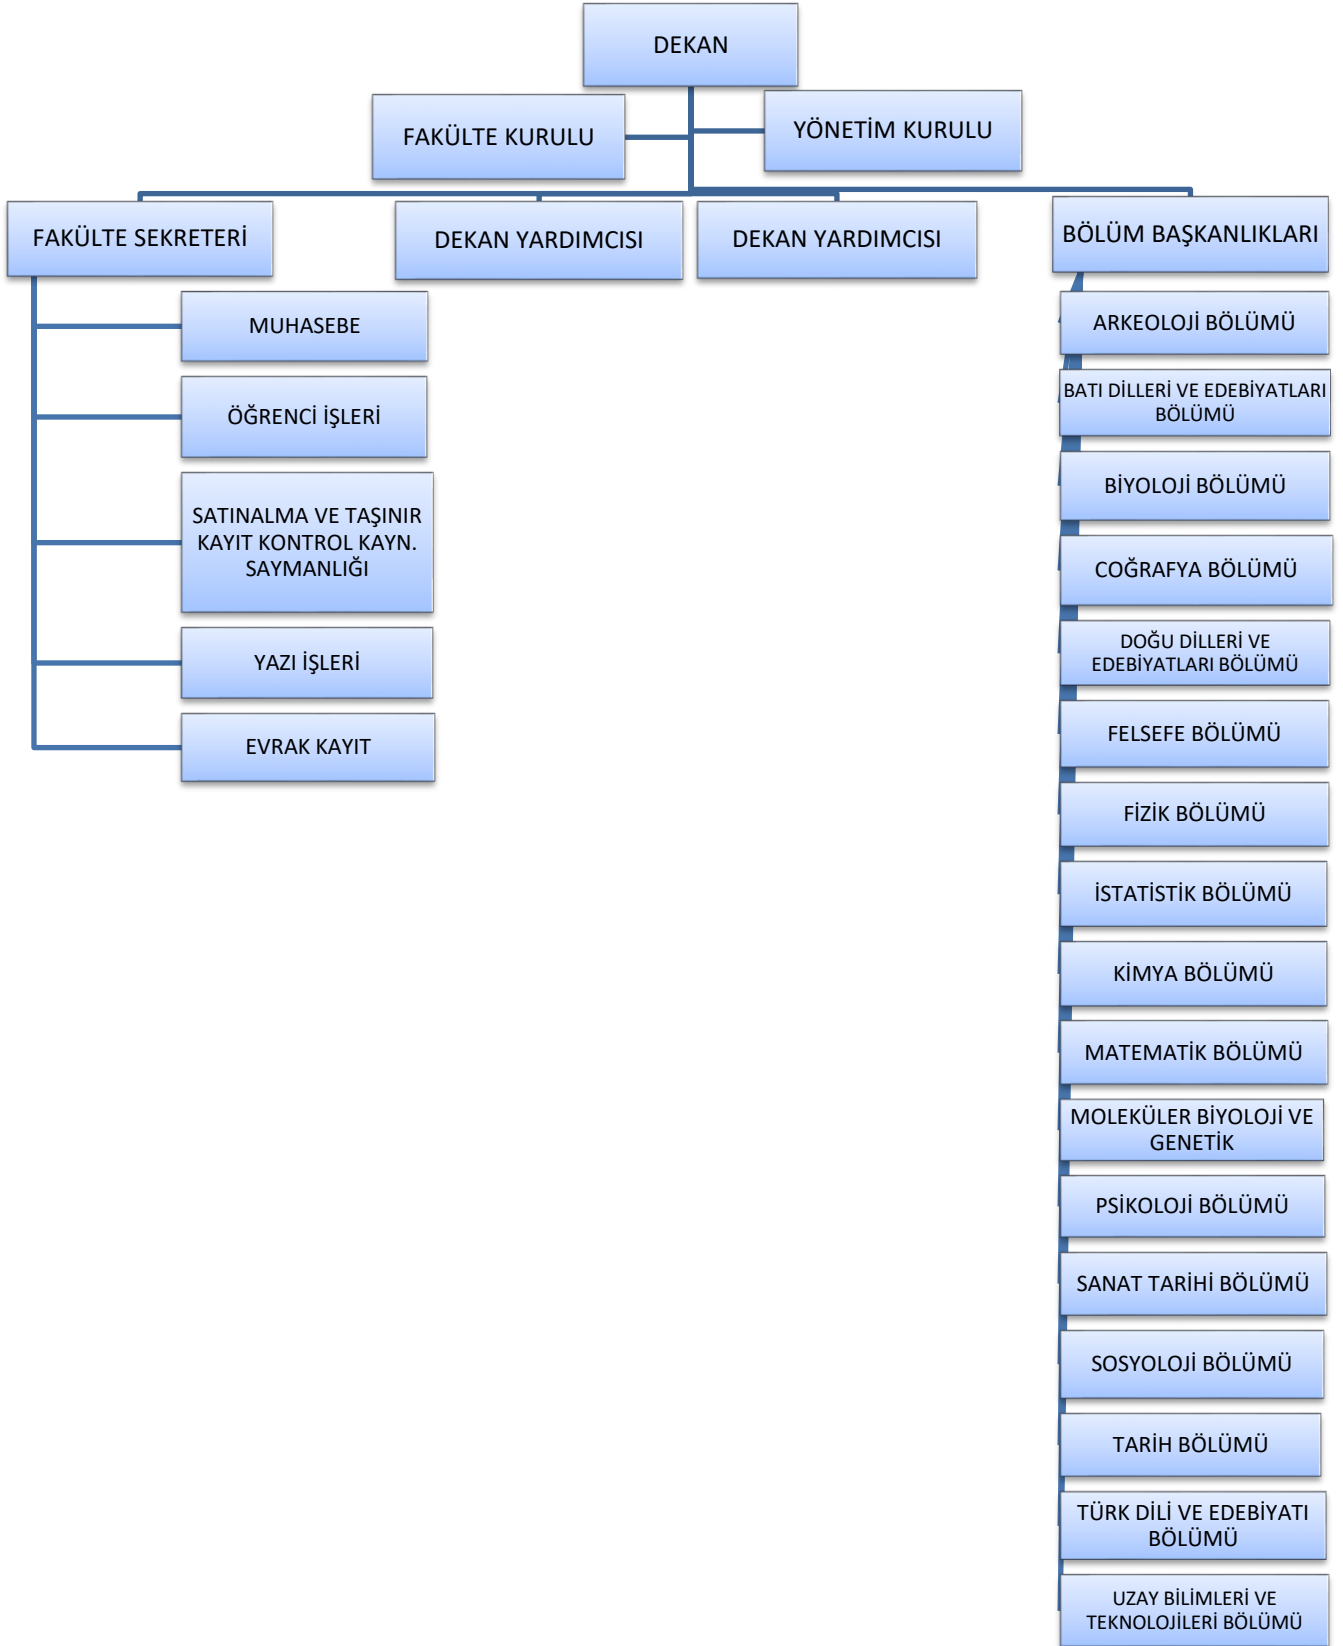 DEKAN
FAKÜLTE KURULU
YÖNETİM KURULU
FAKÜLTE SEKRETERİ
DEKAN YARDIMCISI
DEKAN YARDIMCISI
BÖLÜM BAŞKANLIKLARI
MUHASEBE
ÖĞRENCİ İŞLERİ
SATINALMA VE TAŞINIR
KAYIT KONTROL KAYN.
SAYMANLIĞI
YAZI İŞLERİ
EVRAK KAYIT
ARKEOLOJİ BÖLÜMÜ
BATI DİLLERİ VE EDEBİYATLARI
BÖLÜMÜ
BİYOLOJİ BÖLÜMÜ
COĞRAFYA BÖLÜMÜ
DOĞU DİLLERİ VE
EDEBİYATLARI BÖLÜMÜ
FELSEFE BÖLÜMÜ
FİZİK BÖLÜMÜ
İSTATİSTİK BÖLÜMÜ
KİMYA BÖLÜMÜ
MATEMATİK BÖLÜMÜ
MOLEKÜLER BİYOLOJİ VE
GENETİK
PSİKOLOJİ BÖLÜMÜ
SANAT TARİHİ BÖLÜMÜ
SOSYOLOJİ BÖLÜMÜ
TARİH BÖLÜMÜ
TÜRK DİLİ VE EDEBİYATI
BÖLÜMÜ
UZAY BİLİMLERİ VE
TEKNOLOJİLERİ BÖLÜMÜ